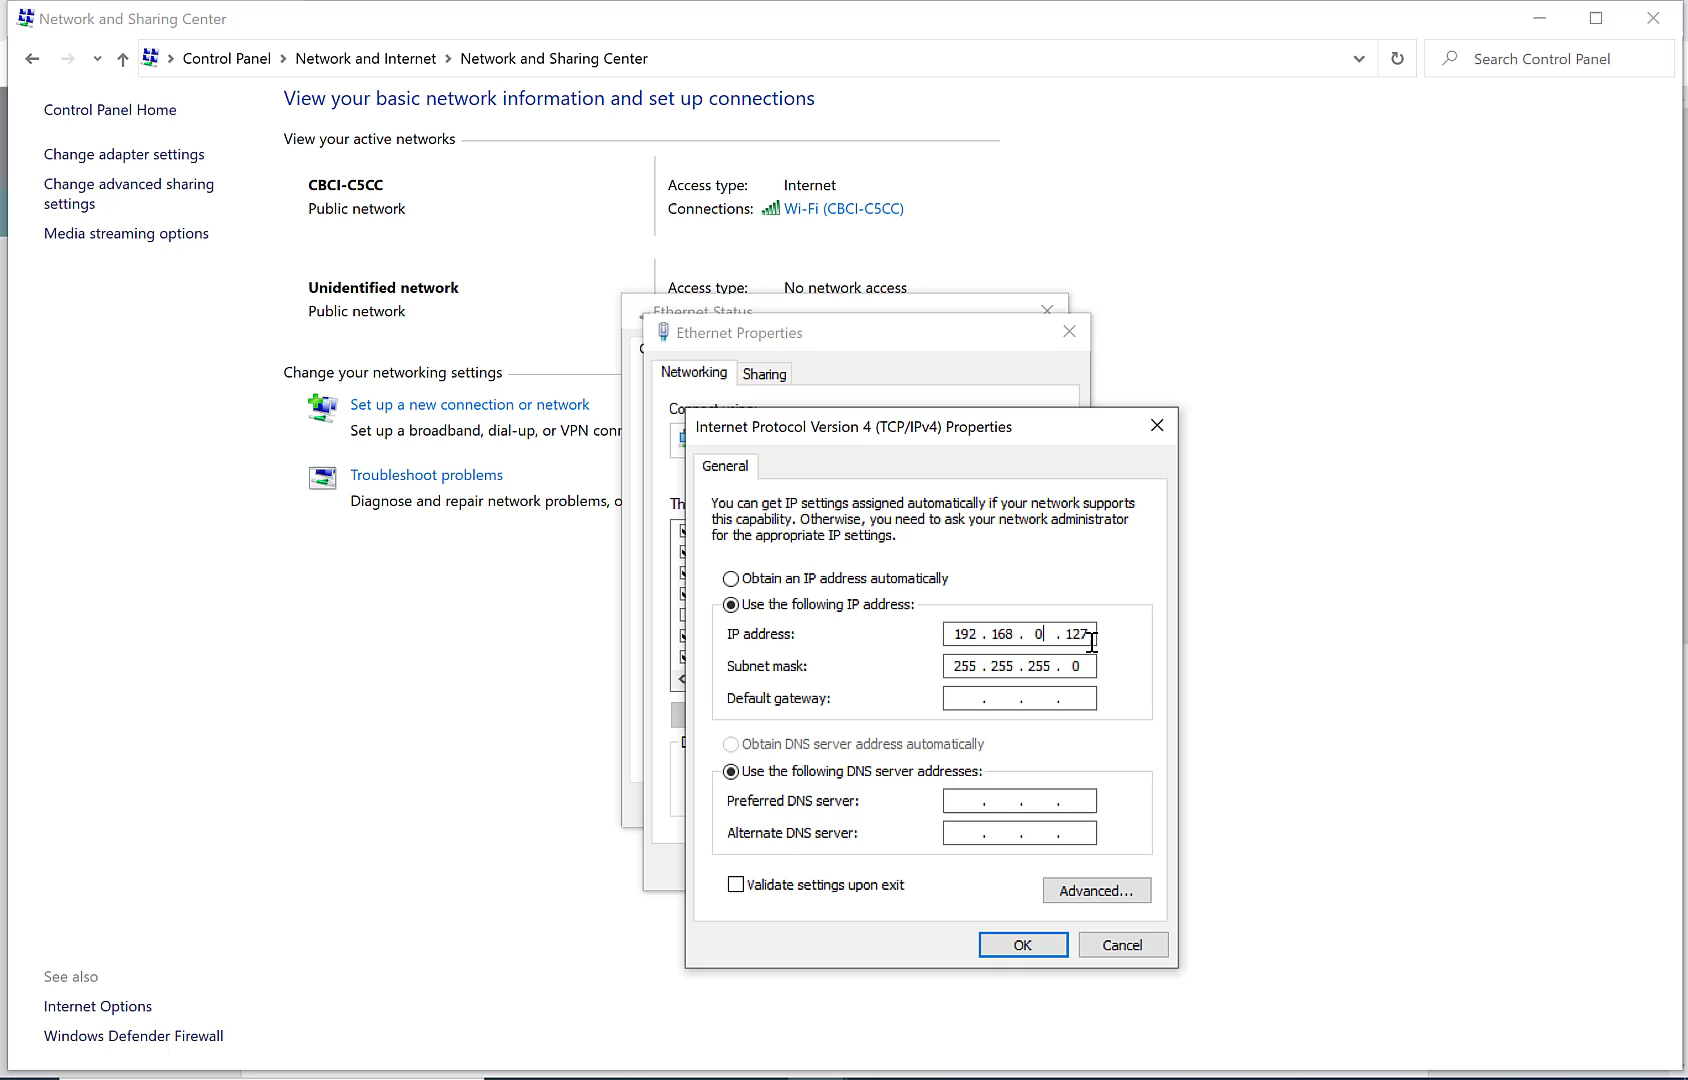 Network and Sharing Center
Control Panel > Network and Internet > Network and Sharing Center
Search Control Panel
Control Panel Home
Change adapter settings
Change advanced sharing
settings
Media streaming options
View your basic network information and set up connections
View your active networks
CBCI-C5CC
Public network
Access type: Internet
Connections: Wi-Fi (CBCI-C5CC)
Unidentified network
Public network
Access type: No network access
Change your networking settings
Set up a new connection or network
Set up a broadband, dial-up, or VPN conn
Troubleshoot problems
Diagnose and repair network problems, o
Ethernet Status
Ethernet Properties
Networking
Sharing
Th
Internet Protocol Version 4 (TCP/IPv4) Properties
General
You can get IP settings assigned automatically if your network supports
this capability. Otherwise, you need to ask your network administrator
for the appropriate IP settings.
Obtain an IP address automatically
Use the following IP address:
IP address: 192 . 168 . 0 . 127
Subnet mask: 255 . 255 . 255 . 0
Default gateway: . . .
Obtain DNS server address automatically
Use the following DNS server addresses:
Preferred DNS server: . . .
Alternate DNS server: . . .
Validate settings upon exit
Advanced...
OK
Cancel
See also
Internet Options
Windows Defender Firewall